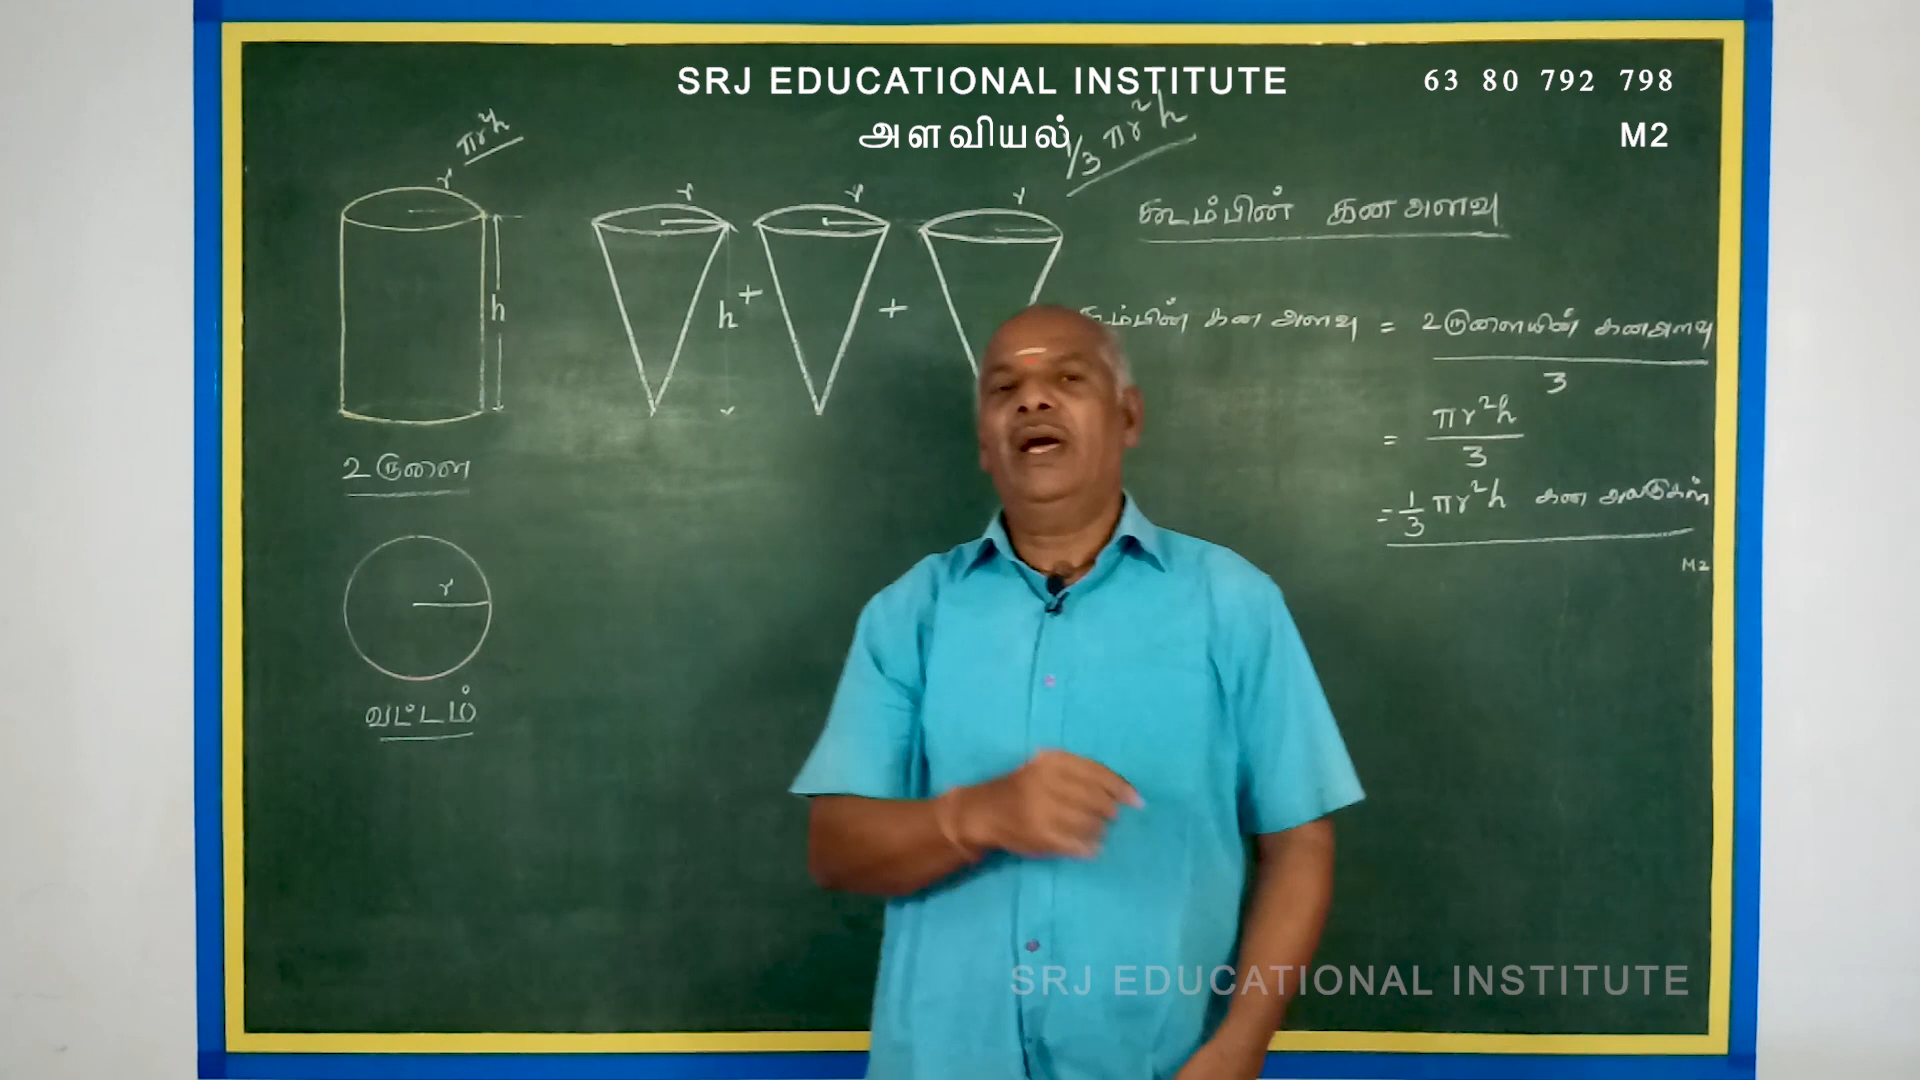 SRJ EDUCATIONAL INSTITUTE
63 80 792 798
அளவியல்
M2
πr²h
1/3 πr²h
r
r
r
r
h
h
+
+
கூம்பின் கனஅளவு
கூம்பின் கன அளவு = உருளையின் கனஅளவு / 3
= πr²h / 3
= 1/3 πr²h கன அலகுகள்
M2
உருளை
r
வட்டம்
SRJ EDUCATIONAL INSTITUTE